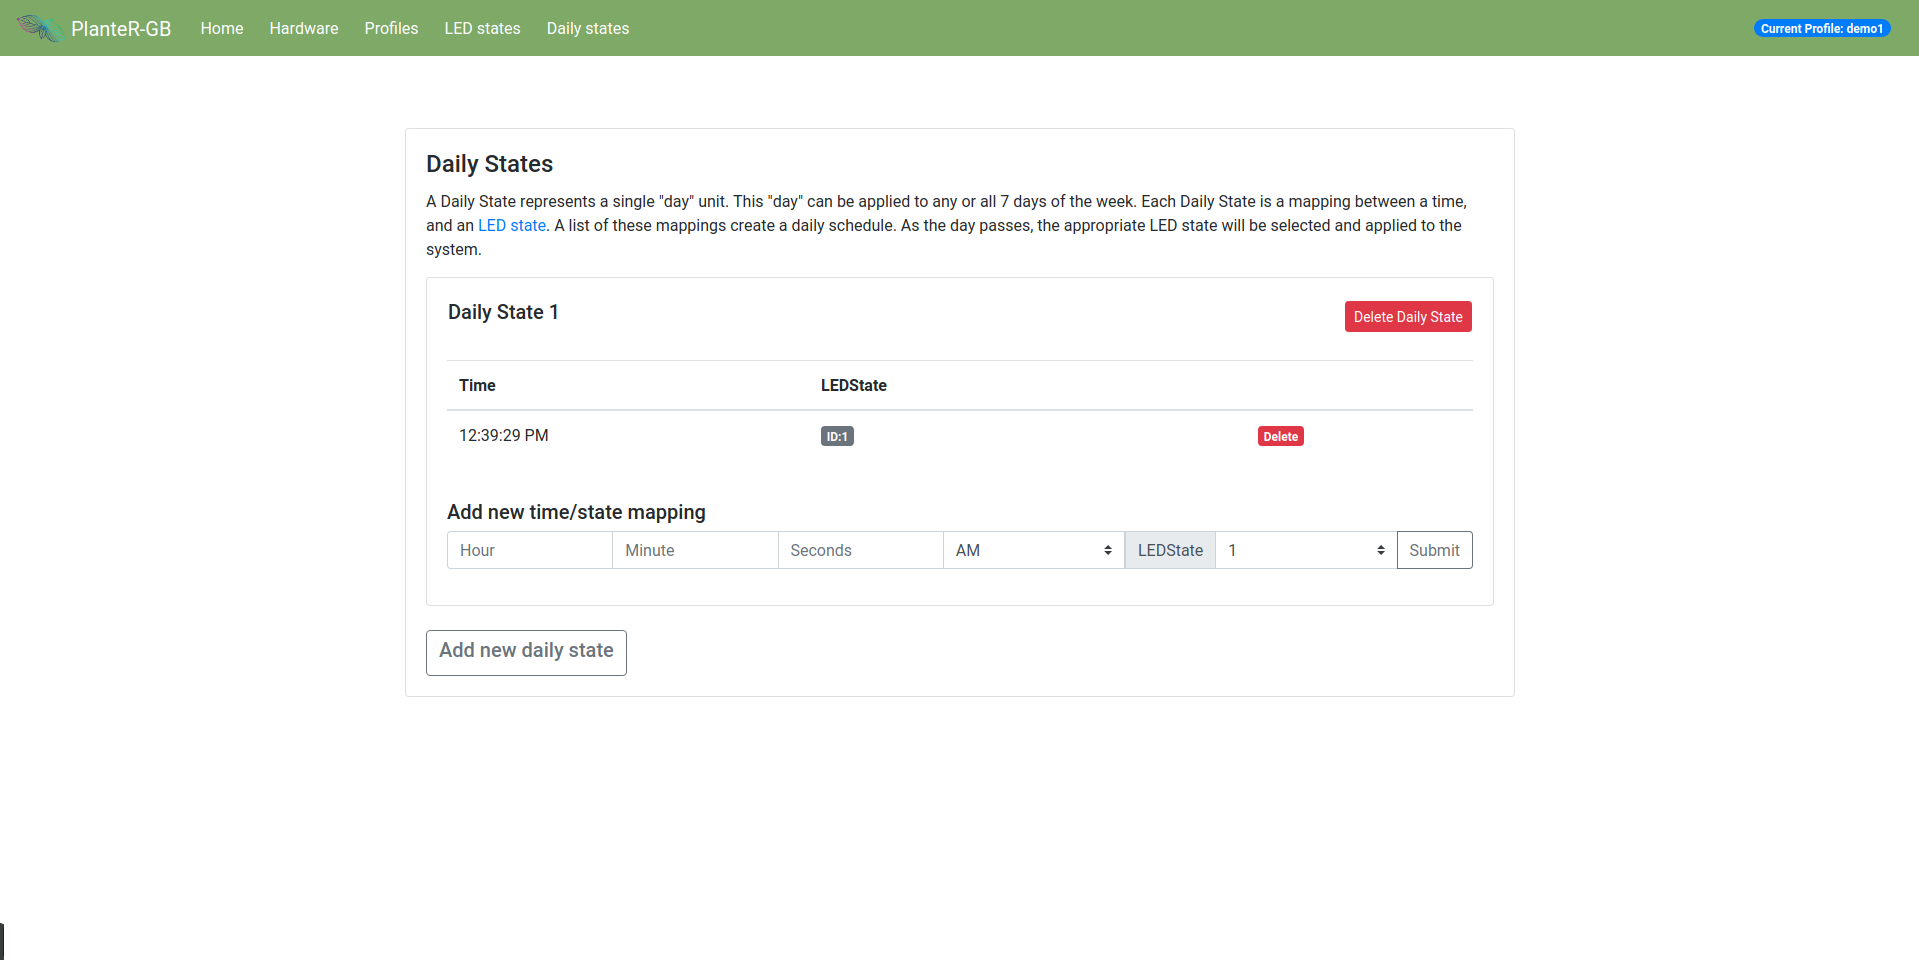 PlanteR-GB Home Hardware Profiles LED states Daily states Current Profile: demo1
Daily States
A Daily State represents a single "day" unit. This "day" can be applied to any or all 7 days of the week. Each Daily State is a mapping between a time,
and an LED state. A list of these mappings create a daily schedule. As the day passes, the appropriate LED state will be selected and applied to the
system.
Daily State 1 Delete Daily State
Time LEDState
12:39:29 PM ID:1 Delete
Add new time/state mapping
Hour Minute Seconds AM LEDState 1 Submit
Add new daily state